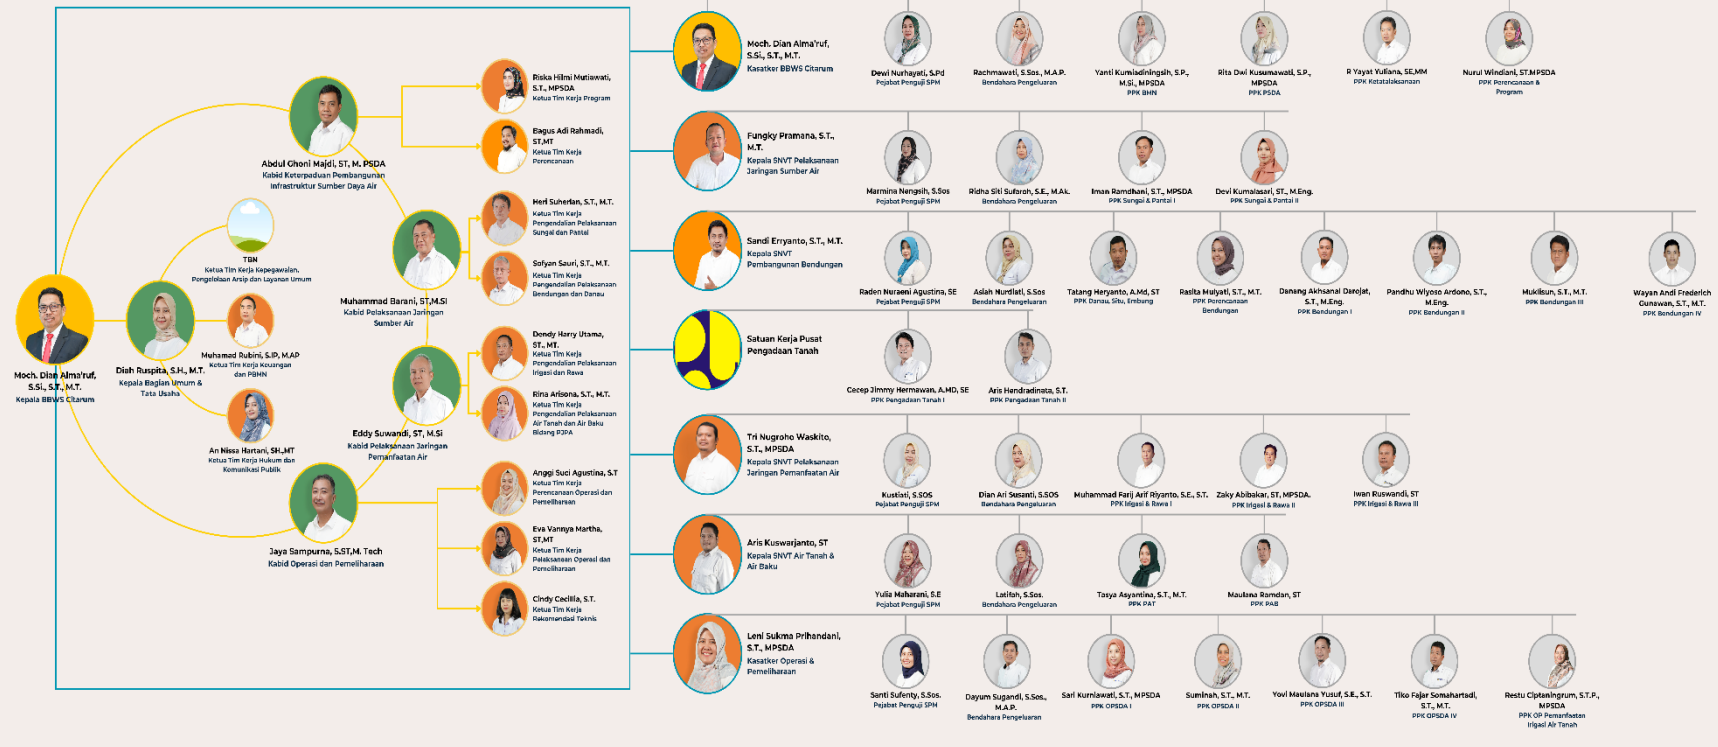 Moch. Dian Alma'ruf,
S.Si., S.T., M.T.
Kepala BBWS Citarum
Diah Ruspita, S.H., M.T.
Kepala Bagian Umum &
Tata Usaha
TBN
Ketua Tim Kerja Kepegawaian,
Pengelolaan Arsip dan Layanan Umum
Muhamad Rubini, S.IP, M.AP
Ketua Tim Kerja Keuangan
dan PBMN
An Nissa Hartani, SH.,MT
Ketua Tim Kerja Hukum dan
Komunikasi Publik
Abdul Ghoni Majdi, ST, M. PSDA
Kabid Keterpaduan Pembangunan
Infrastruktur Sumber Daya Air
Riska Hilmi Mutiawati,
S.T., MPSDA
Ketua Tim Kerja Program
Bagus Adi Rahmadi,
ST,MT
Ketua Tim Kerja
Perencanaan
Muhammad Barani, ST,M.SI
Kabid Pelaksanaan Jaringan
Sumber Air
Heri Suherlan, S.T., M.T.
Ketua Tim Kerja
Pengendalian Pelaksanaan
Sungai dan Pantai
Sofyan Sauri, S.T., M.T.
Ketua Tim Kerja
Pengendalian Pelaksanaan
Bendungan dan Danau
Eddy Suwandi, ST, M.Si
Kabid Pelaksanaan Jaringan
Pemanfaatan Air
Dendy Harry Utama,
ST., MT.
Ketua Tim Kerja
Pengendalian Pelaksanaan
Irigasi dan Rawa
Rina Arisona, S.T., M.T.
Ketua Tim Kerja
Pengendalian Pelaksanaan
Air Tanah dan Air Baku
Bidang PJPA
Jaya Sampurna, S.ST,M. Tech
Kabid Operasi dan Pemeliharaan
Anggi Suci Agustina, S.T
Ketua Tim Kerja
Perencanaan Operasi dan
Pemeliharaan
Eva Vannya Martha,
ST,MT
Ketua Tim Kerja
Pelaksanaan Operasi dan
Pemeliharaan
Cindy Cecillia, S.T.
Ketua Tim Kerja
Rekomendasi Teknis
Moch. Dian Alma'ruf,
S.Si., S.T., M.T.
Kasatker BBWS Citarum
Dewi Nurhayati, S.Pd
Pejabat Penguji SPM
Rachmawati, S.Sos, M.A.P.
Bendahara Pengeluaran
Yanti Kurniadiningsih, S.P.,
M.Si., MPSDA
PPK BMN
Rita Dwi Kusumawati, S.P.,
MPSDA
PPK PSDA
R Yayat Yuliana, SE,MM
PPK Ketatalaksanaan
Nurul Windiani, ST.MPSDA
PPK Perencanaan &
Program
Fungky Pramana, S.T.,
M.T.
Kepala SNVT Pelaksanaan
Jaringan Sumber Air
Marmina Nengsih, S.Sos
Pejabat Penguji SPM
Ridha Siti Sufaroh, S.E., M.Ak.
Bendahara Pengeluaran
Iman Ramdhani, S.T., MPSDA
PPK Sungai & Pantai I
Devi Kumalasari, ST., M.Eng.
PPK Sungai & Pantai II
Sandi Erryanto, S.T., M.T.
Kepala SNVT
Pembangunan Bendungan
Raden Nuraeni Agustina, SE
Pejabat Penguji SPM
Asiah Nurdiati, S.Sos
Bendahara Pengeluaran
Tatang Heryanto, A.Md, ST
PPK Danau, Situ, Embung
Rasita Mulyati, S.T., M.T.
PPK Perencanaan
Bendungan
Danang Akhsanal Darojat,
S.T., M.Eng.
PPK Bendungan I
Pandhu Wiyoso Ardono, S.T.,
M.Eng.
PPK Bendungan II
Muklisun, S.T., M.T.
PPK Bendungan III
Wayan Andi Frederich
Gunawan, S.T., M.T.
PPK Bendungan IV
Satuan Kerja Pusat
Pengadaan Tanah
Cecep Jimmy Hermawan, A.MD, SE
PPK Pengadaan Tanah I
Aris Hendradinata, S.T.
PPK Pengadaan Tanah II
Tri Nugroho Waskito,
S.T., MPSDA
Kepala SNVT Pelaksanaan
Jaringan Pemanfaatan Air
Kustiati, S.SOS
Pejabat Penguji SPM
Dian Ari Susanti, S.SOS
Bendahara Pengeluaran
Muhammad Farij Arif Riyanto, S.E., S.T.
PPK Irigasi & Rawa I
Zaky Abibakar, ST, MPSDA.
PPK Irigasi & Rawa II
Iwan Ruswandi, ST
PPK Irigasi & Rawa III
Aris Kuswarjanto, ST
Kepala SNVT Air Tanah &
Air Baku
Yulia Maharani, S.E
Pejabat Penguji SPM
Latifah, S.Sos.
Bendahara Pengeluaran
Tasya Asyantina, S.T., M.T.
PPK PAT
Maulana Ramdan, ST
PPK PAB
Leni Sukma Prihandani,
S.T., MPSDA
Kasatker Operasi &
Pemeliharaan
Santi Sufenty, S.Sos.
Pejabat Penguji SPM
Dayum Sugandi, S.Sos.,
M.A.P.
Bendahara Pengeluaran
Sari Kurniawati, S.T., MPSDA
PPK OPSDA I
Suminah, S.T., M.T.
PPK OPSDA II
Yovi Maulana Yusuf, S.E., S.T.
PPK OPSDA III
Tiko Fajar Somahartadi,
S.T., M.T.
PPK OPSDA IV
Restu Ciptaningrum, S.T.P.,
MPSDA
PPK OP Pemanfaatan
Irigasi Air Tanah